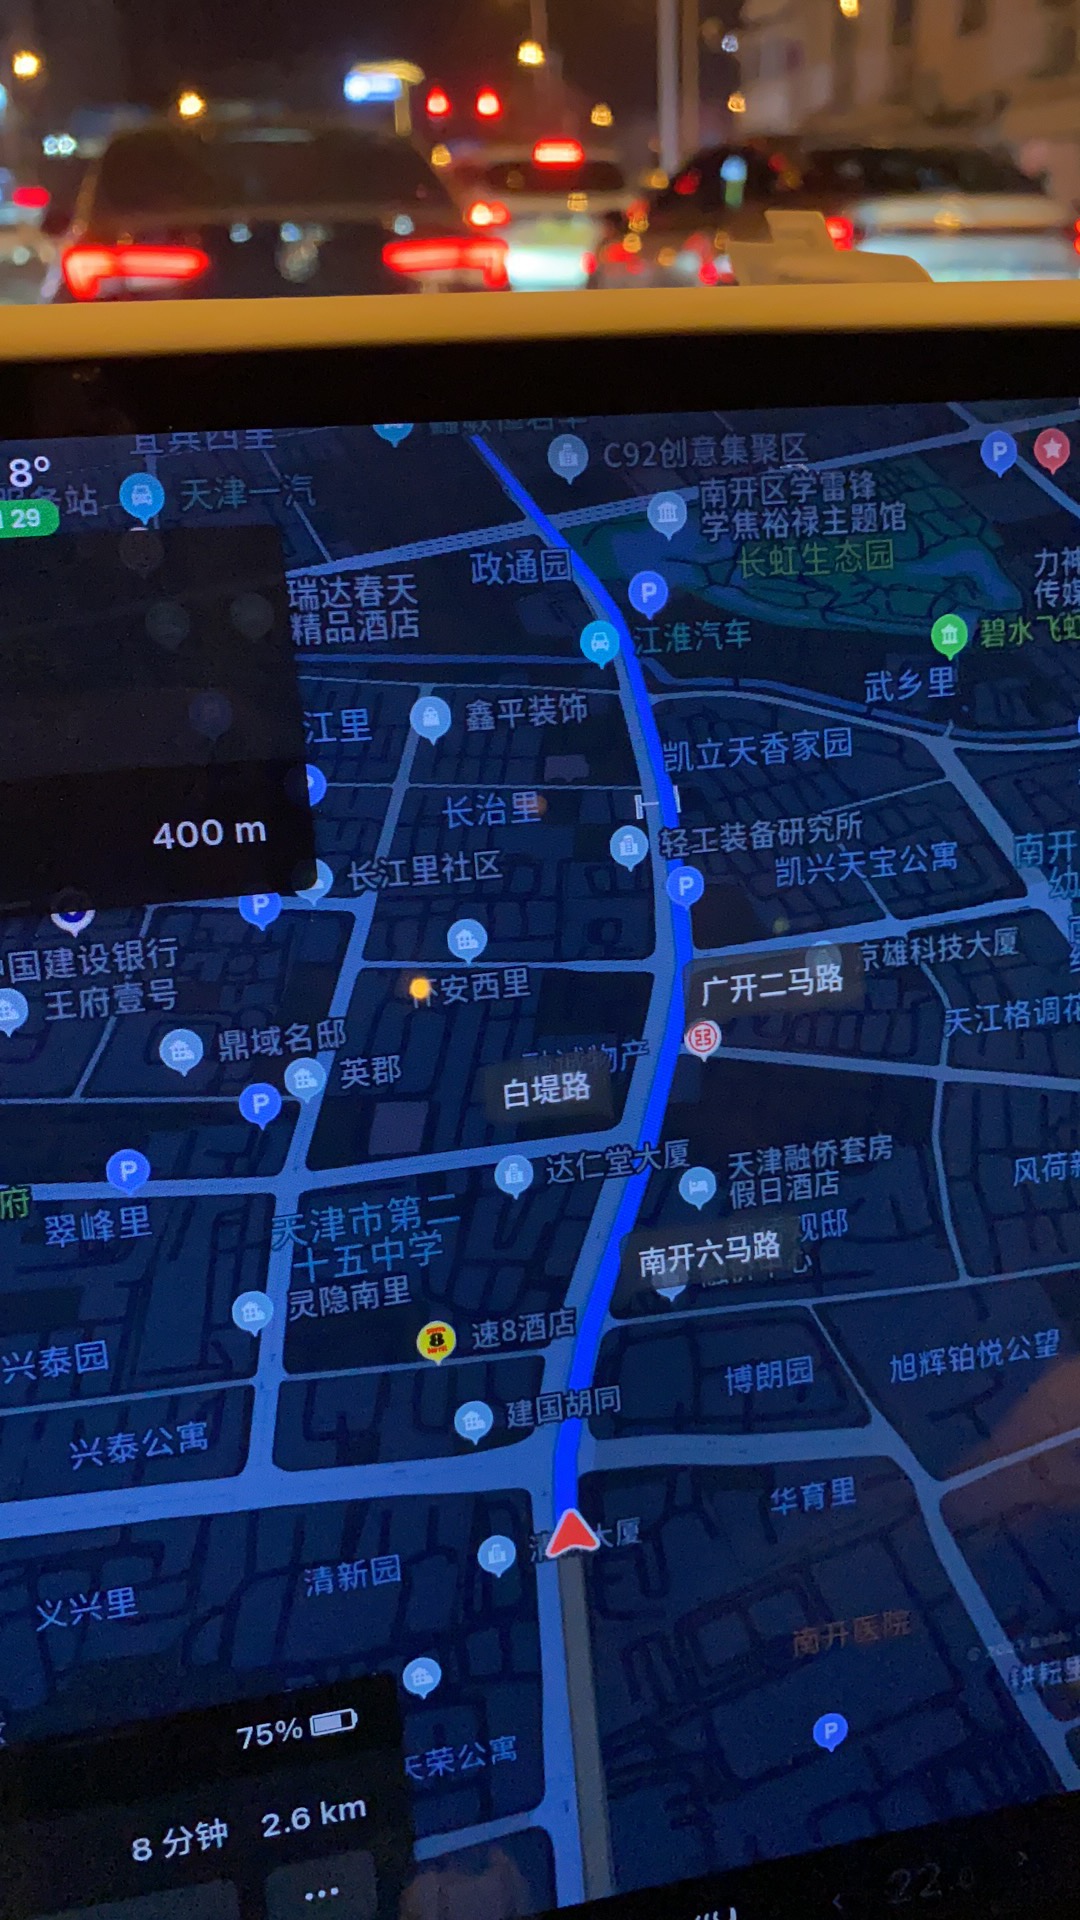 8°
C92创意集聚区
天津一汽
务站
29
南开区学雷锋
学焦裕禄主题馆
长虹生态园
政通园
P
瑞达春天
精品酒店
P
江淮汽车
碧水飞虹
武乡里
江里
鑫平装饰
凯立天香家园
长治里
400 m
轻工装备研究所
凯兴天宝公寓
南开
幼
长江里社区
P
P
国建设银行
王府壹号
安西里
京雄科技大厦
广开二马路
天江格调花
鼎域名邸
英郡
物产
白堤路
P
P
达仁堂大厦
天津融侨套房
假日酒店
府
翠峰里
天津市第二
十五中学
观邸
南开六马路
灵隐南里
8
速8酒店
兴泰园
博朗园
旭辉铂悦公望
建国胡同
兴泰公寓
华育里
大厦
清新园
义兴里
南开医院
耕耘里
P
75%
天荣公寓
8 分钟
2.6 km
...
22